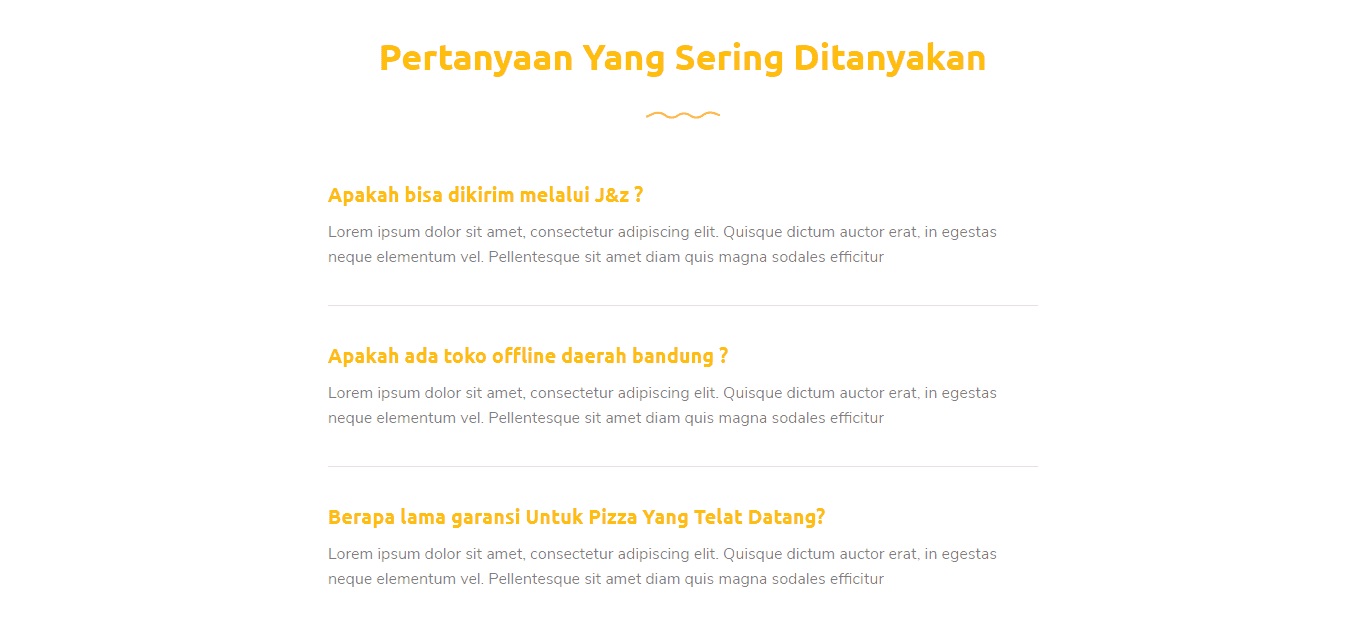 Pertanyaan Yang Sering Ditanyakan
Apakah bisa dikirim melalui J&z ?
Lorem ipsum dolor sit amet, consectetur adipiscing elit. Quisque dictum auctor erat, in egestas
neque elementum vel. Pellentesque sit amet diam quis magna sodales efficitur
Apakah ada toko offline daerah bandung ?
Lorem ipsum dolor sit amet, consectetur adipiscing elit. Quisque dictum auctor erat, in egestas
neque elementum vel. Pellentesque sit amet diam quis magna sodales efficitur
Berapa lama garansi Untuk Pizza Yang Telat Datang?
Lorem ipsum dolor sit amet, consectetur adipiscing elit. Quisque dictum auctor erat, in egestas
neque elementum vel. Pellentesque sit amet diam quis magna sodales efficitur